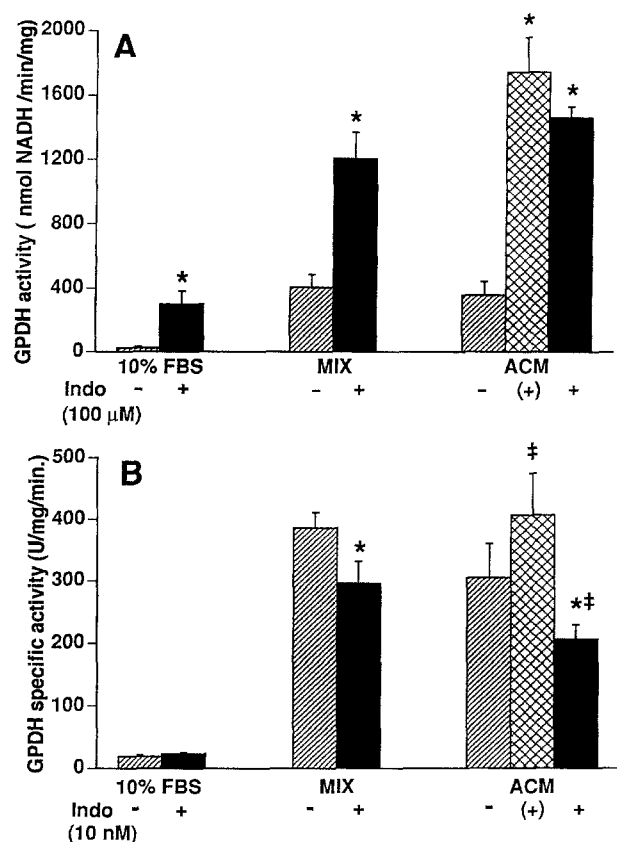 A
GPDH activity ( nmol NADH /min/mg)
2000
1600
1200
800
400
0
* * * *
10% FBS MIX ACM
Indo - + - + - (+) +
(100 µM)
B
GPDH specific activity (U/mg/min.)
500
400
300
200
100
0
* ‡ *‡
10% FBS MIX ACM
Indo - + - + - (+) +
(10 nM)